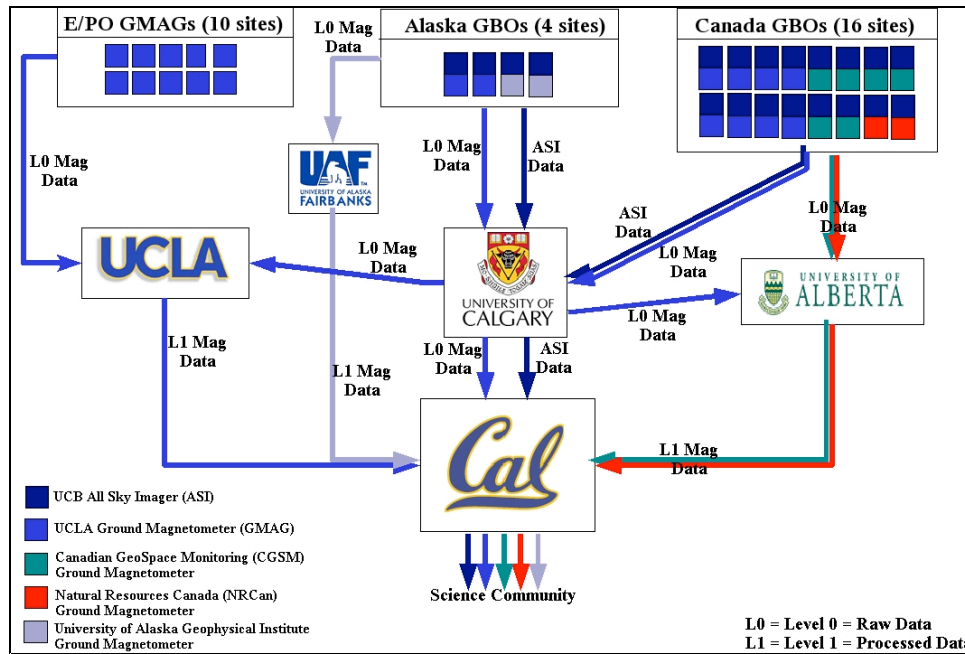 E/PO GMAGs (10 sites)
L0 Mag
Data
Alaska GBOs (4 sites)
Canada GBOs (16 sites)
L0 Mag
Data
UAF
UNIVERSITY OF ALASKA
FAIRBANKS
L0 Mag
Data
ASI
Data
ASI
Data
L0 Mag
Data
L0 Mag
Data
UCLA
L0 Mag
Data
UNIVERSITY OF
CALGARY
L0 Mag
Data
UNIVERSITY OF
ALBERTA
L1 Mag
Data
L1 Mag
Data
L0 Mag
Data
ASI
Data
Cal
L1 Mag
Data
UCB All Sky Imager (ASI)
UCLA Ground Magnetometer (GMAG)
Canadian GeoSpace Monitoring (CGSM)
Ground Magnetometer
Natural Resources Canada (NRCan)
Ground Magnetometer
University of Alaska Geophysical Institute
Ground Magnetometer
Science Community
L0 = Level 0 = Raw Data
L1 = Level 1 = Processed Data